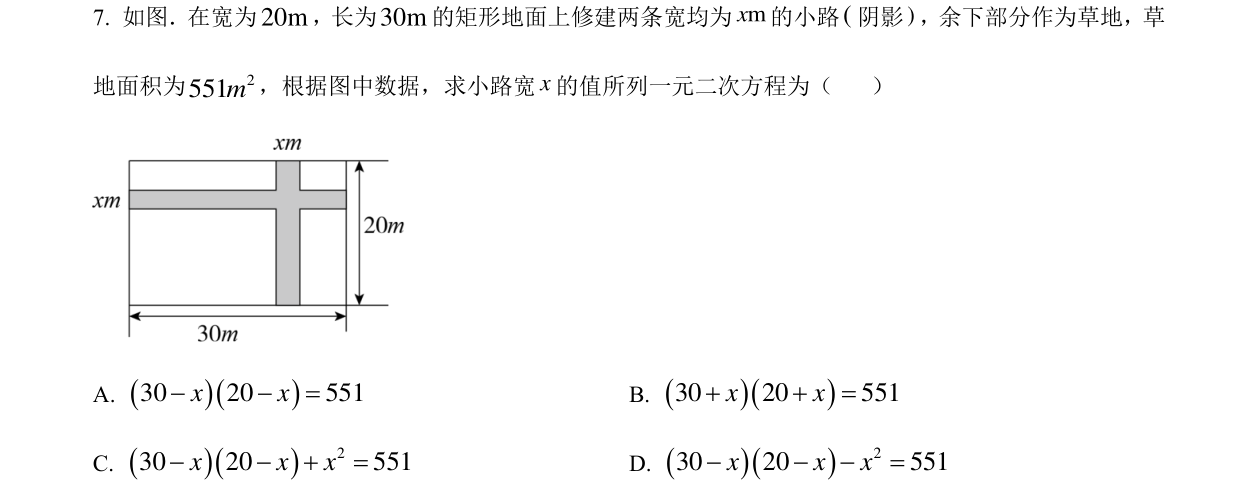 7. 如图．在宽为20m，长为30m的矩形地面上修建两条宽均为xm的小路(阴影)，余下部分作为草地，草
地面积为551m²，根据图中数据，求小路宽x的值所列一元二次方程为（　　）
xm
xm
20m
30m
A. (30−x)(20−x)=551 B. (30+x)(20+x)=551
C. (30−x)(20−x)+x²=551 D. (30−x)(20−x)−x²=551